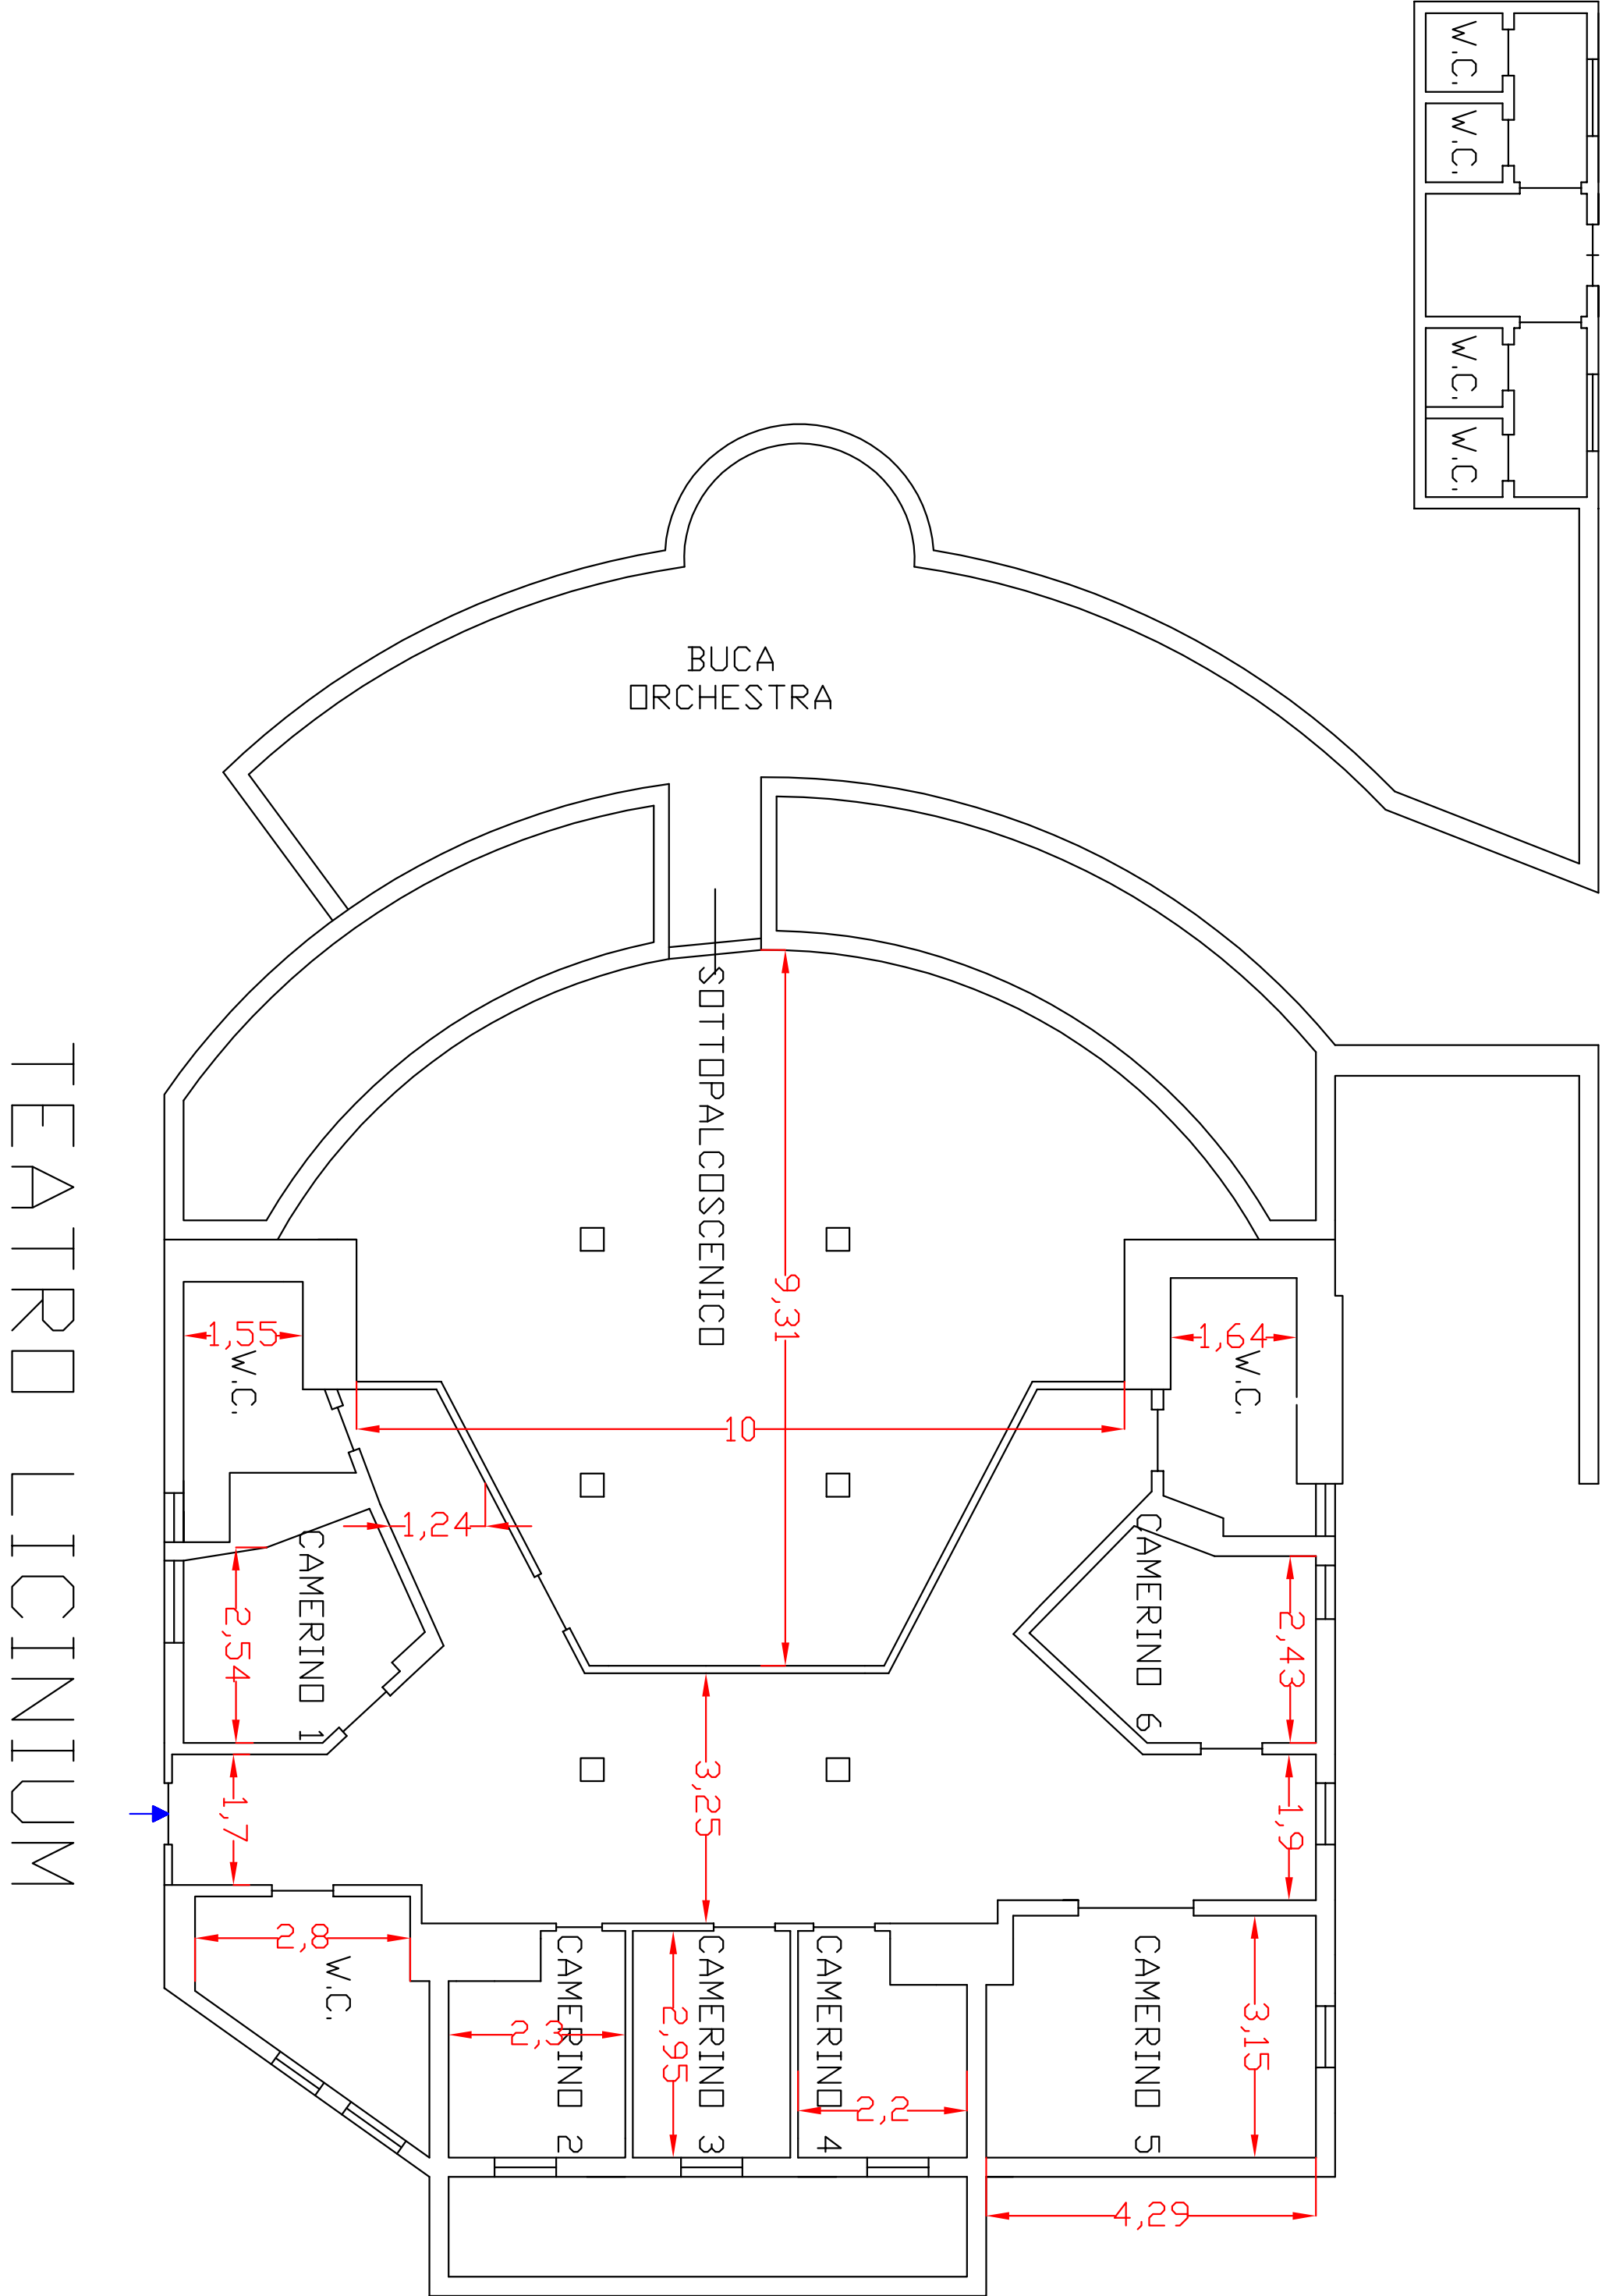 W.C.
W.C.
W.C.
W.C.
BUCA
ORCHESTRA
SOTTOPALCOSCENICO
9,31
1,55
W.C.
1,64
W.C.
10
1,24
CAMERINO 1
2,54
CAMERINO 6
2,43
1,7
3,25
1,9
2,8
W.C.
CAMERINO 2
2,3
CAMERINO 3
2,95
CAMERINO 4
2,2
CAMERINO 5
3,15
4,29
TEATRO LICINIUM